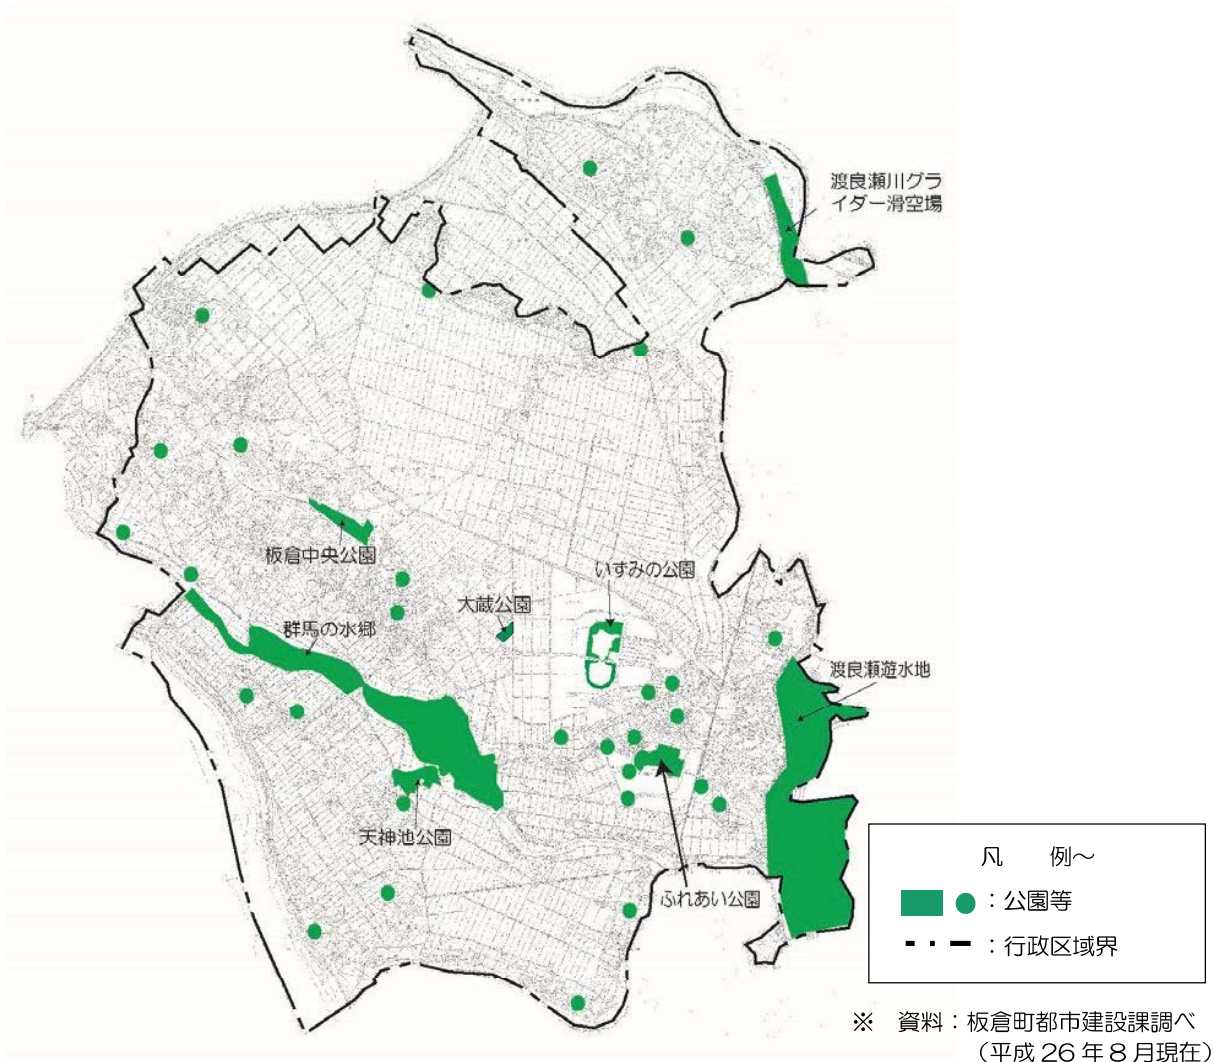 渡良瀬川グラ
イダー滑空場
板倉中央公園
いずみの公園
大蔵公園
群馬の水郷
渡良瀬遊水地
天神池公園
ふれあい公園
凡 例～
：公園等
：行政区域界
※ 資料：板倉町都市建設課調べ
（平成 26 年 8 月現在）